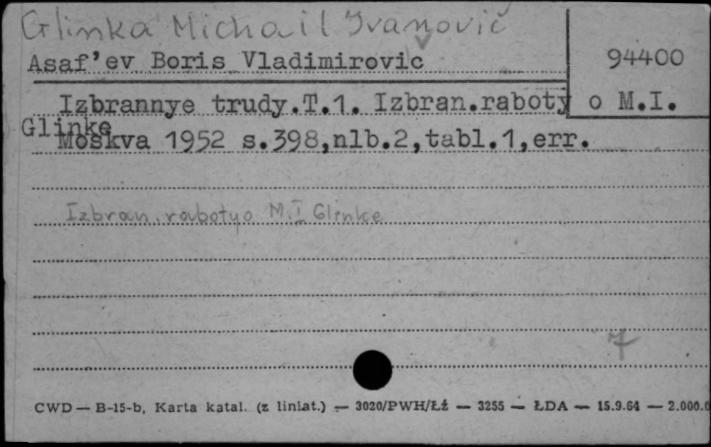 Glinka Michail Ivanovič
Asaf'ev Boris Vladimirovic
94400
Izbrannye trudy.T.1. Izbran.raboty o M.I.
Glinke
Moskva 1952 s.398,nlb.2,tabl.1,err.
Izbran.raboty o M.I Glinke
7
CWD — B-15-b, Karta katal. (z liniat.) — 3020/PWH/Łź — 3255 — ŁDA — 15.9.64 — 2.000.0